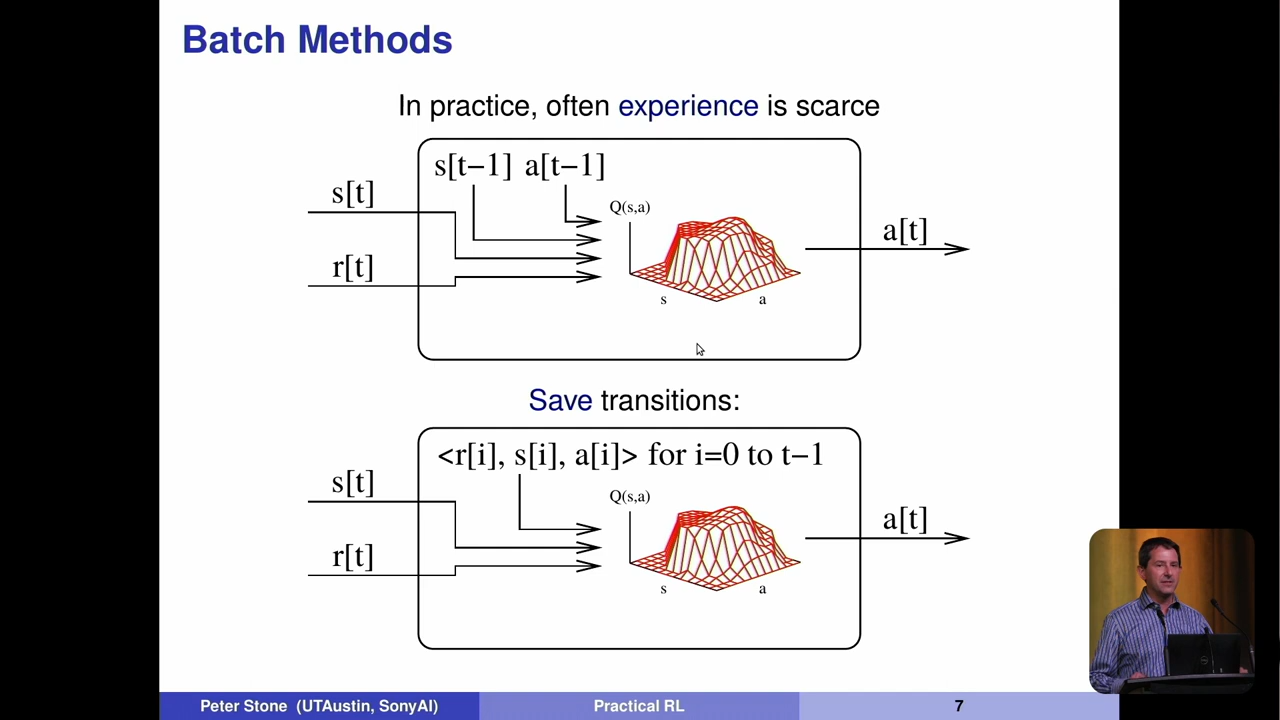 Batch Methods
In practice, often experience is scarce
s[t−1] a[t−1]
s[t]
Q(s,a)
a[t]
r[t]
s a
Save transitions:
<r[i], s[i], a[i]> for i=0 to t−1
s[t]
Q(s,a)
a[t]
r[t]
s a
Peter Stone (UTAustin, SonyAI) Practical RL 7